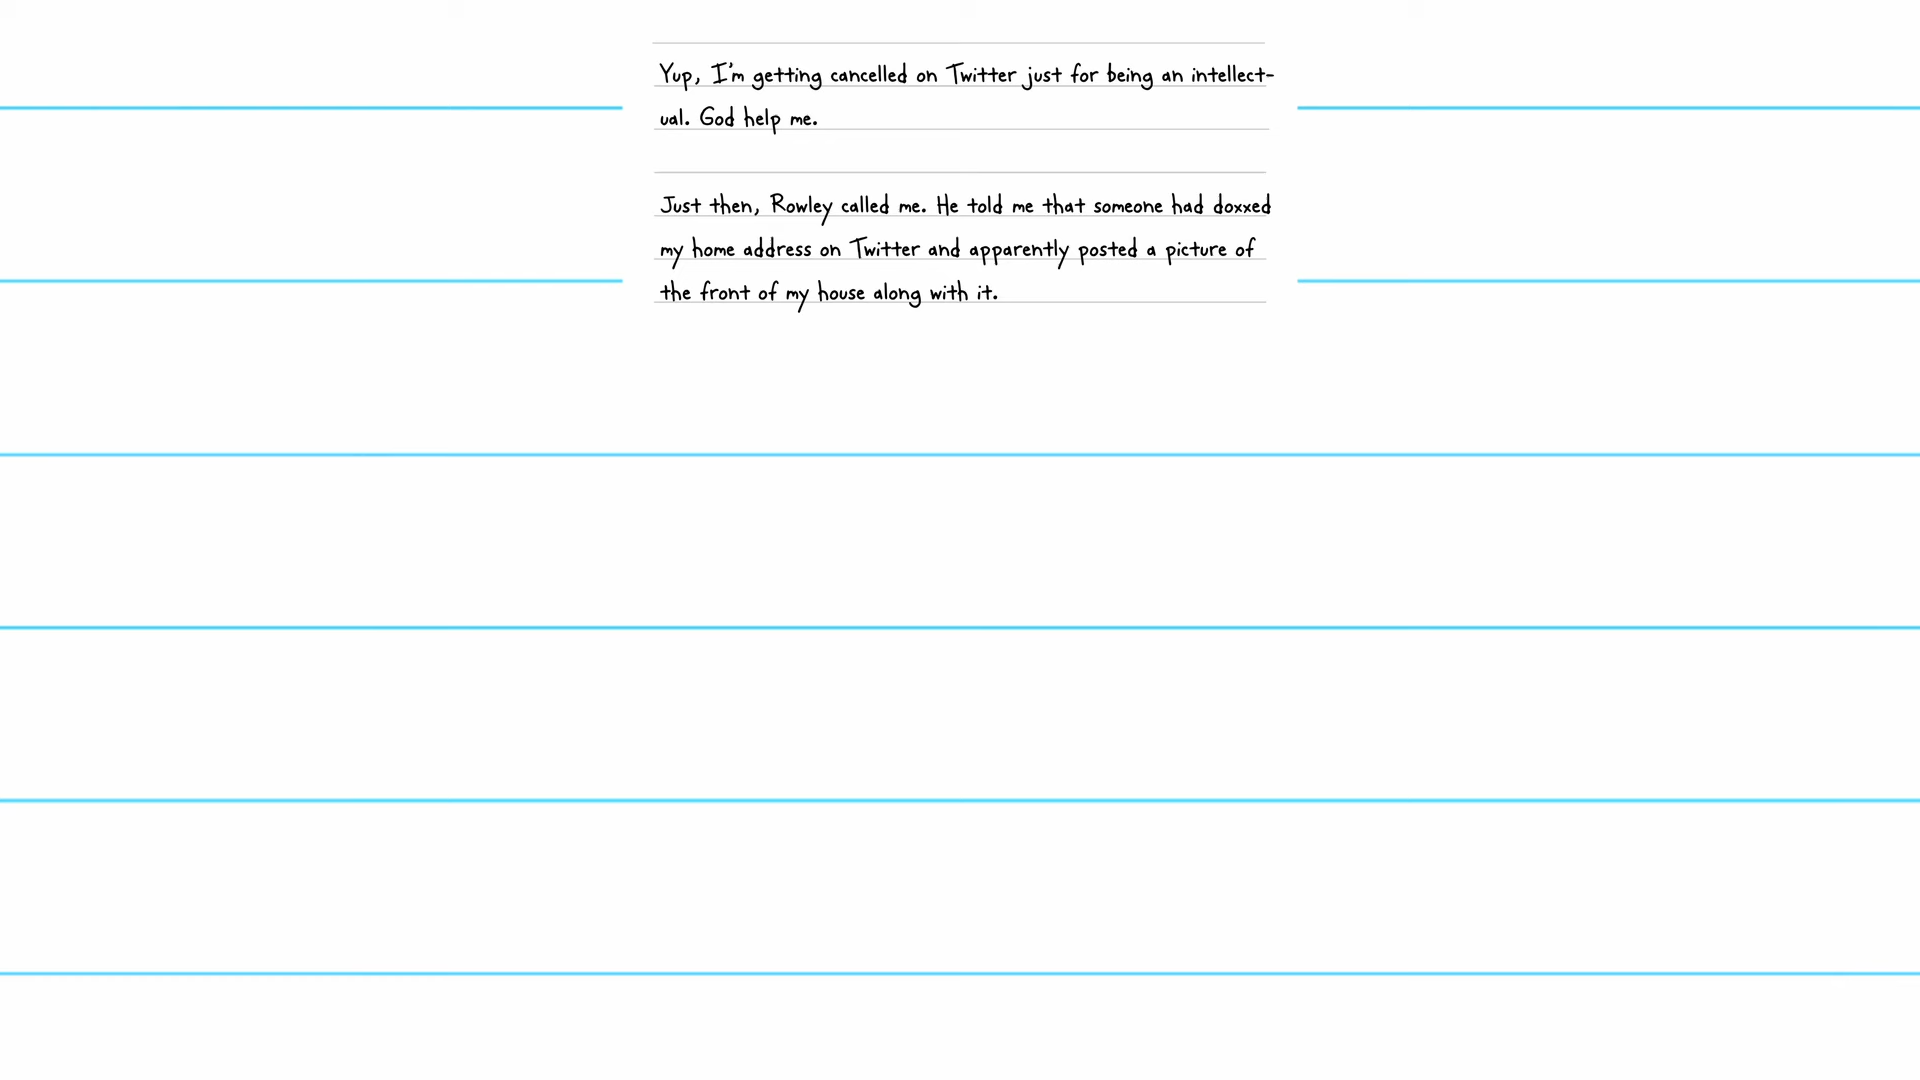 Yup, I'm getting cancelled on Twitter just for being an intellect-
ual. God help me.
Just then, Rowley called me. He told me that someone had doxxed
my home address on Twitter and apparently posted a picture of
the front of my house along with it.